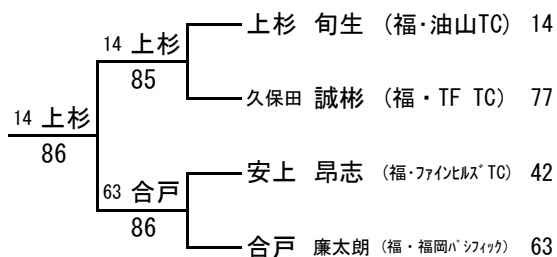 上杉 旬生 (福・油山TC) 14
14 上杉
85
久保田 誠彬 (福・TF TC) 77
14 上杉
86
安上 昂志 (福・ファインヒルズTC) 42
63 合戸
86
合戸 廉太朗 (福・福岡パシフィック) 63